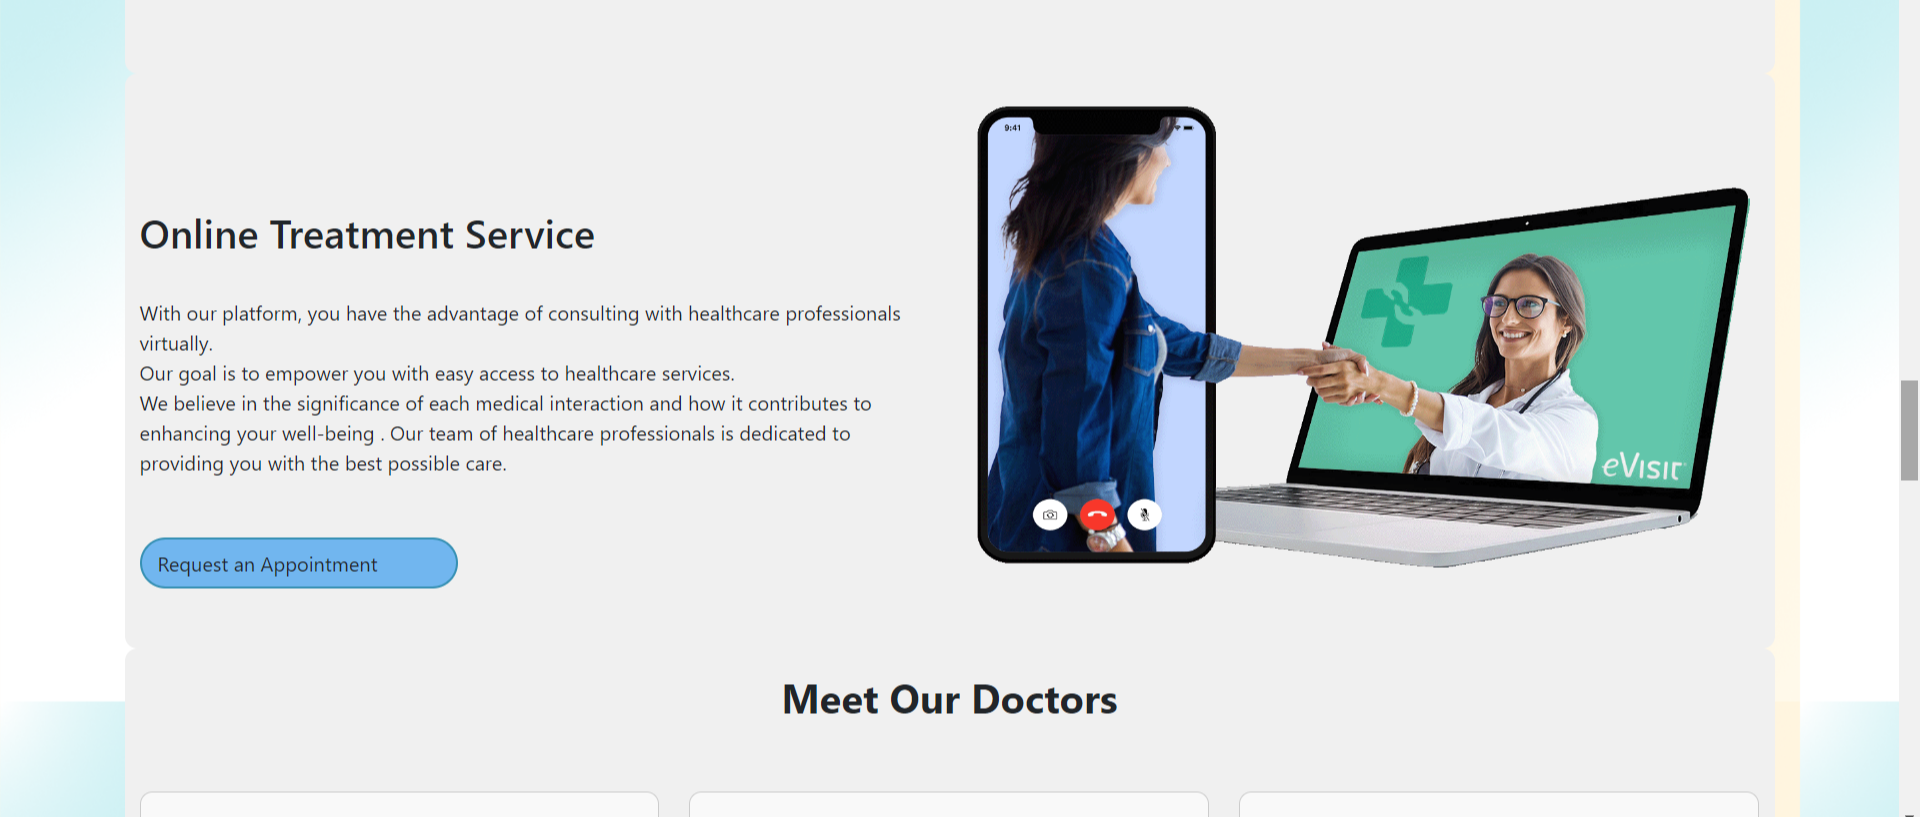 9:41
Online Treatment Service
With our platform, you have the advantage of consulting with healthcare professionals
virtually.
Our goal is to empower you with easy access to healthcare services.
We believe in the significance of each medical interaction and how it contributes to
enhancing your well-being . Our team of healthcare professionals is dedicated to
providing you with the best possible care.
eVisit
Request an Appointment
Meet Our Doctors